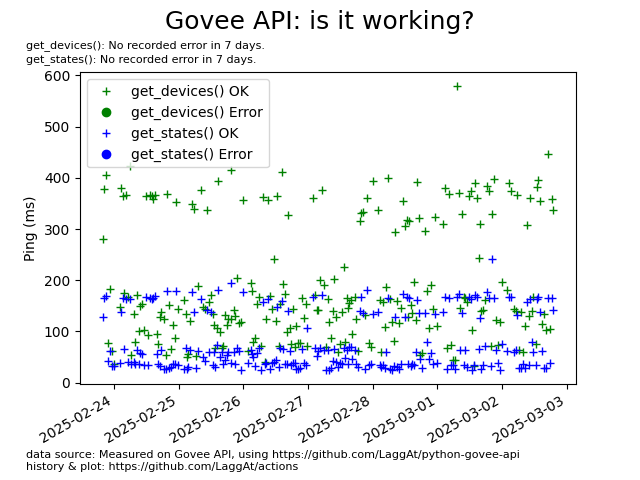 Govee API: is it working?
get_devices(): No recorded error in 7 days.
get_states(): No recorded error in 7 days.
600
500
400
300
200
100
0
Ping (ms)
get_devices() OK
get_devices() Error
get_states() OK
get_states() Error
2025-02-24
2025-02-25
2025-02-26
2025-02-27
2025-02-28
2025-03-01
2025-03-02
2025-03-03
data source: Measured on Govee API, using https://github.com/LaggAt/python-govee-api
history & plot: https://github.com/LaggAt/actions